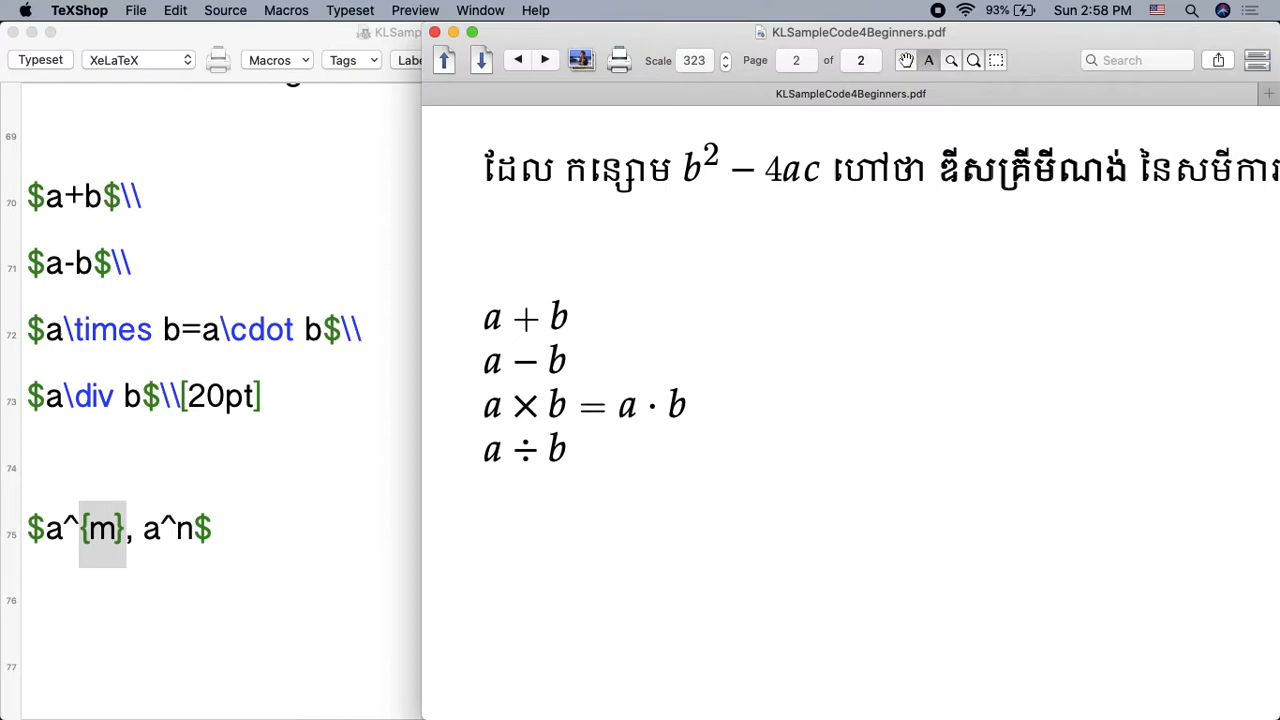 TeXShop File Edit Source Macros Typeset Preview Window Help 93% Sun 2:58 PM
KLSam
KLSampleCode4Beginners.pdf
Typeset XeLaTeX Macros Tags Labe
Scale 323 Page 2 of 2 A Search
KLSampleCode4Beginners.pdf
69
70 $a+b$\\
71 $a-b$\\
72 $a\times b=a\cdot b$\\
73 $a\div b$\\[20pt]
74
75 $a^{m}, a^n$
76
77
ដែល កន្សោម b² − 4ac ហៅថា ឌីសគ្រីមីណង់ នៃសមីការ
a + b
a − b
a × b = a · b
a ÷ b